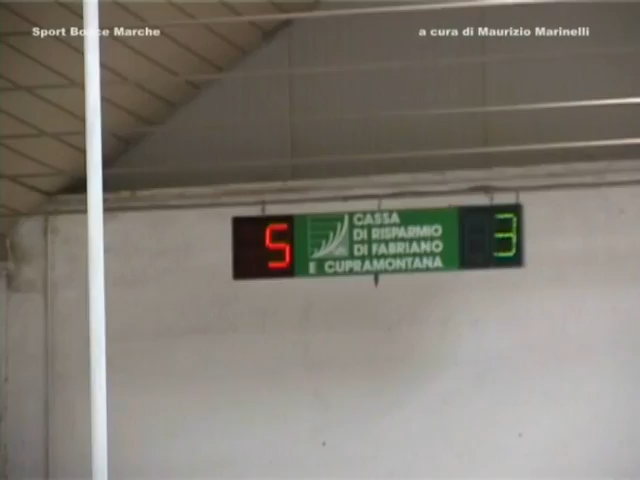 Sport Bocce Marche
a cura di Maurizio Marinelli
5
CASSA
DI RISPARMIO
DI FABRIANO
E CUPRAMONTANA
3